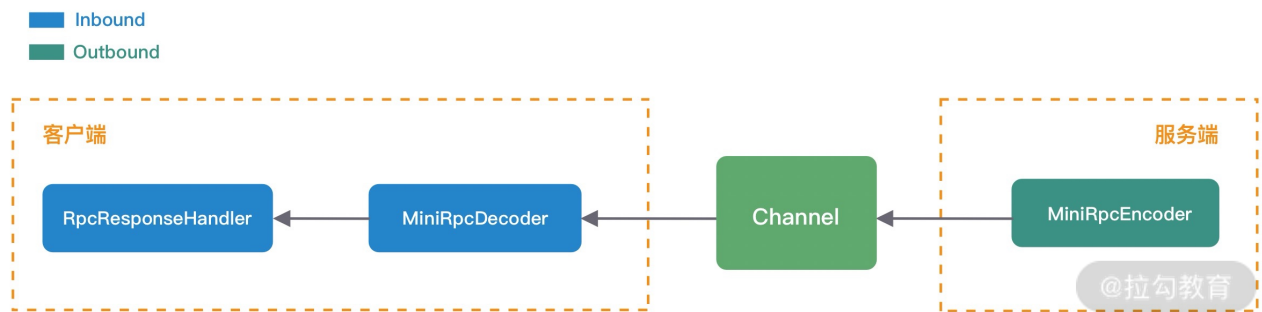 Inbound
Outbound
客户端
服务端
RpcResponseHandler
MiniRpcDecoder
Channel
MiniRpcEncoder
@拉勾教育